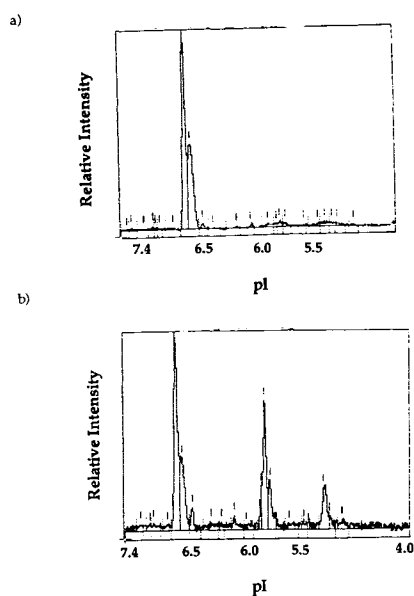 a)
Relative Intensity
7.4 6.5 6.0 5.5
pI
b)
Relative Intensity
7.4 6.5 6.0 5.5 4.0
pI